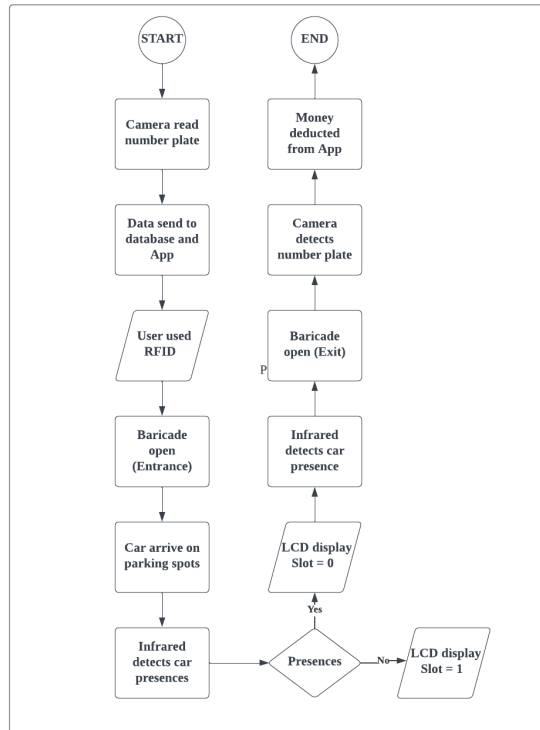 START
Camera read
number plate
Data send to
database and
App
User used
RFID
Baricade
open
(Entrance)
Car arrive on
parking spots
Infrared
detects car
presences
Presences
Yes
No
LCD display
Slot = 1
LCD display
Slot = 0
Infrared
detects car
presence
Baricade
open (Exit)
P
Camera
detects
number plate
Money
deducted
from App
END